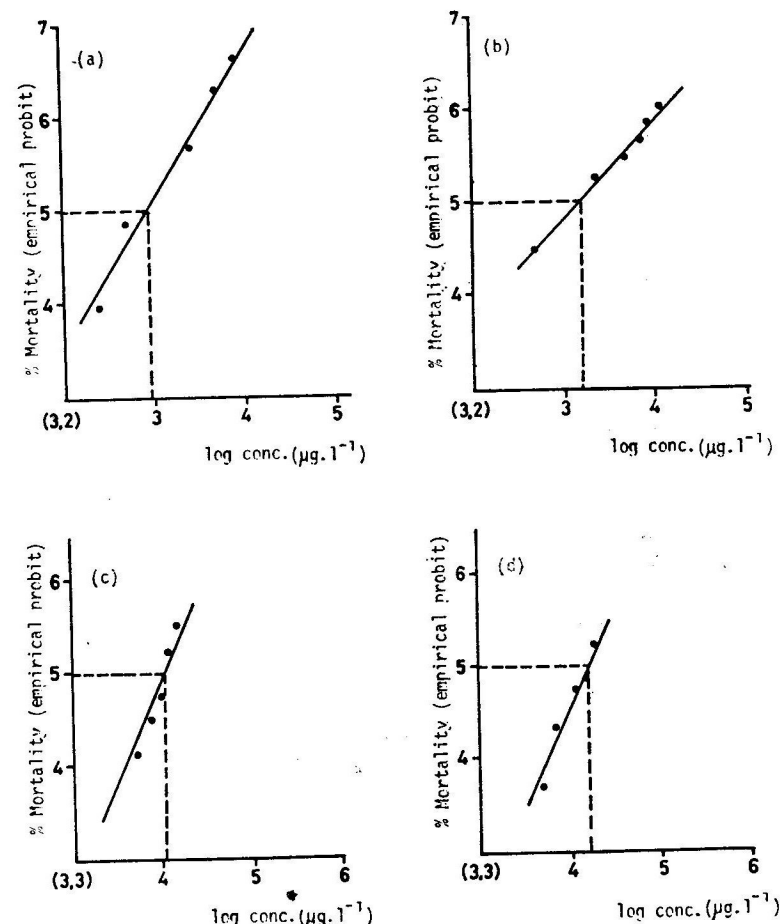 (a)
% Mortality (empirical probit)
7
6
5
4
(3,2)
3
4
5
log conc.(µg.l⁻¹)
(b)
% Mortality (empirical probit)
7
6
5
4
(3,2)
3
4
5
log conc.(µg.l⁻¹)
(c)
% Mortality (empirical probit)
6
5
4
(3,3)
4
5
6
log conc.(µg.l⁻¹)
(d)
% Mortality (empirical probit)
6
5
4
(3,3)
4
5
6
log conc.(µg.l⁻¹)